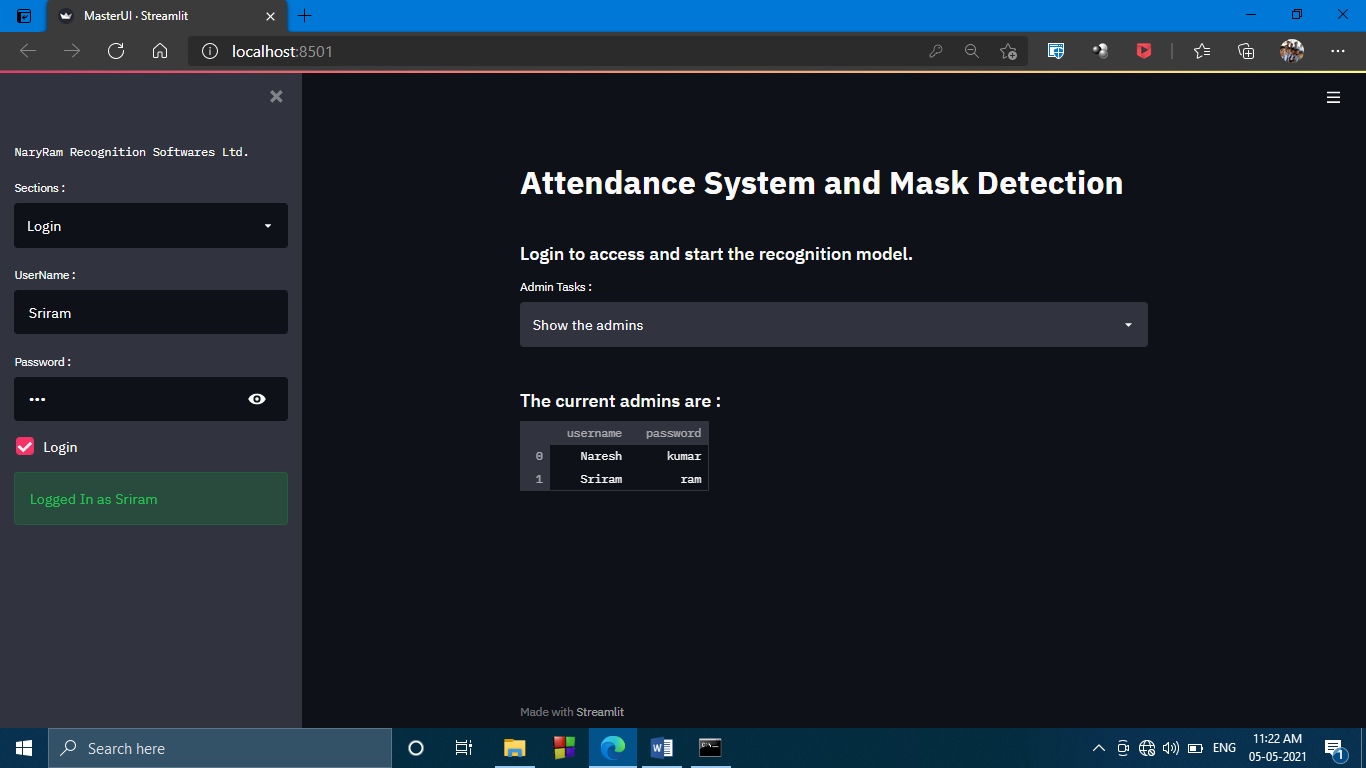 MasterUI · Streamlit
localhost:8501
NaryRam Recognition Softwares Ltd.
Sections :
Login
UserName :
Sriram
Password :
•••
Login
Logged In as Sriram
Attendance System and Mask Detection
Login to access and start the recognition model.
Admin Tasks :
Show the admins
The current admins are :
username password
0 Naresh kumar
1 Sriram ram
Made with Streamlit
Search here
ENG
11:22 AM
05-05-2021
1